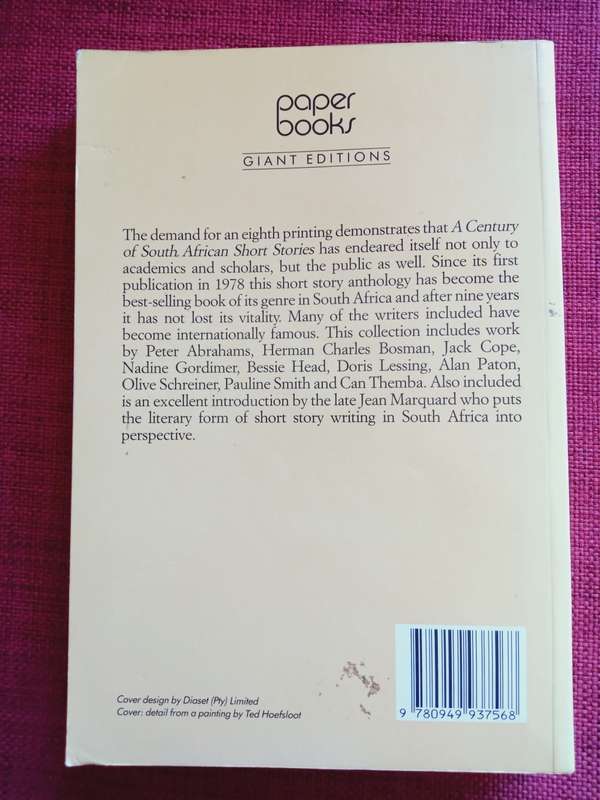 paper
books
GIANT EDITIONS
The demand for an eighth printing demonstrates that A Century
of South African Short Stories has endeared itself not only to
academics and scholars, but the public as well. Since its first
publication in 1978 this short story anthology has become the
best-selling book of its genre in South Africa and after nine years
it has not lost its vitality. Many of the writers included have
become internationally famous. This collection includes work
by Peter Abrahams, Herman Charles Bosman, Jack Cope,
Nadine Gordimer, Bessie Head, Doris Lessing, Alan Paton,
Olive Schreiner, Pauline Smith and Can Themba. Also included
is an excellent introduction by the late Jean Marquard who puts
the literary form of short story writing in South Africa into
perspective.
Cover design by Diaset (Pty) Limited
Cover: detail from a painting by Ted Hoefsloot
9 780949 937568